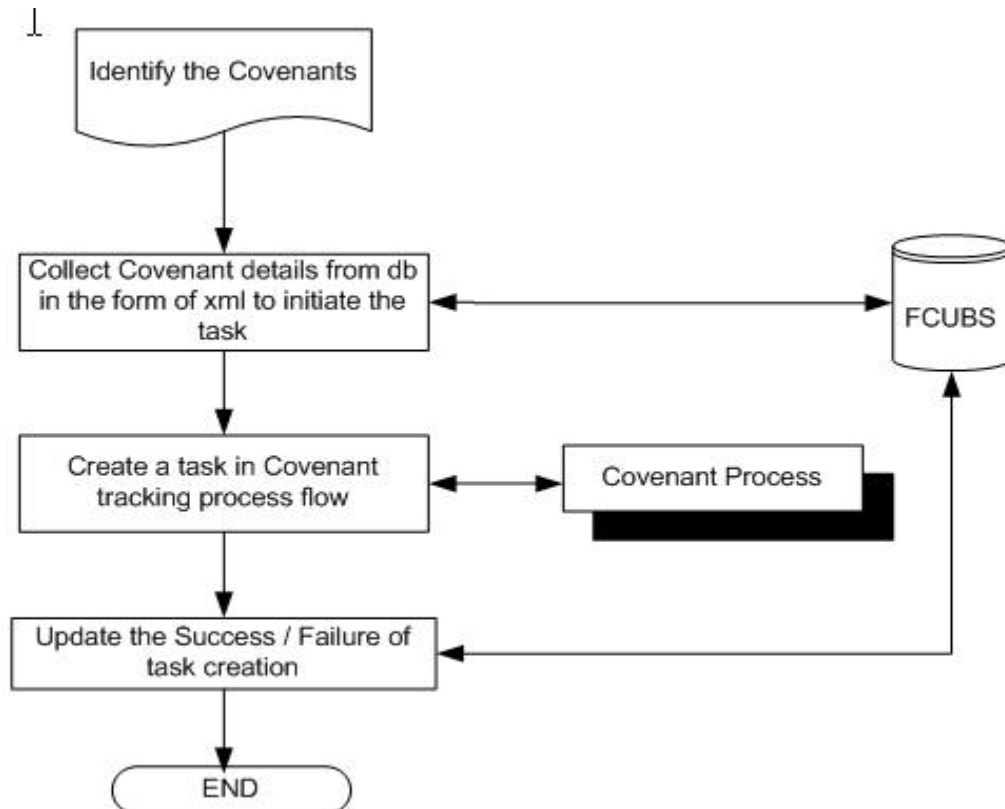 Identify the Covenants
Collect Covenant details from db
in the form of xml to initiate the
task
FCUBS
Create a task in Covenant
tracking process flow
Covenant Process
Update the Success / Failure of
task creation
END